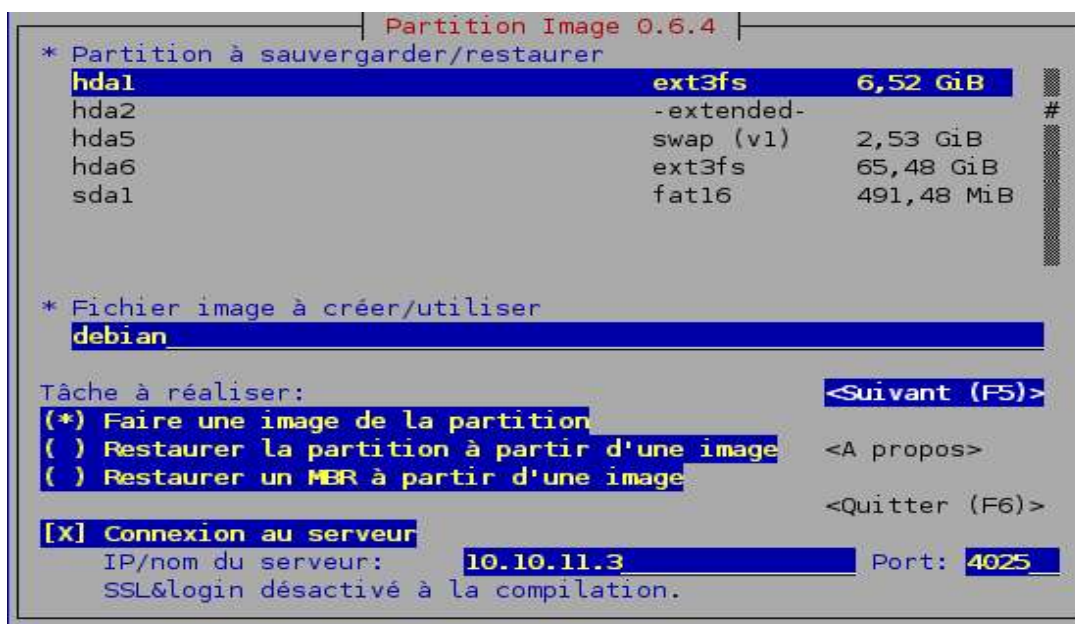 Partition Image 0.6.4
* Partition à sauvergarder/restaurer
hda1 ext3fs 6,52 GiB
hda2 -extended- #
hda5 swap (v1) 2,53 GiB
hda6 ext3fs 65,48 GiB
sda1 fat16 491,48 MiB
* Fichier image à créer/utiliser
debian
Tâche à réaliser: <Suivant (F5)>
(*) Faire une image de la partition
( ) Restaurer la partition à partir d'une image <A propos>
( ) Restaurer un MBR à partir d'une image
<Quitter (F6)>
[X] Connexion au serveur
IP/nom du serveur: 10.10.11.3 Port: 4025
SSL&login désactivé à la compilation.